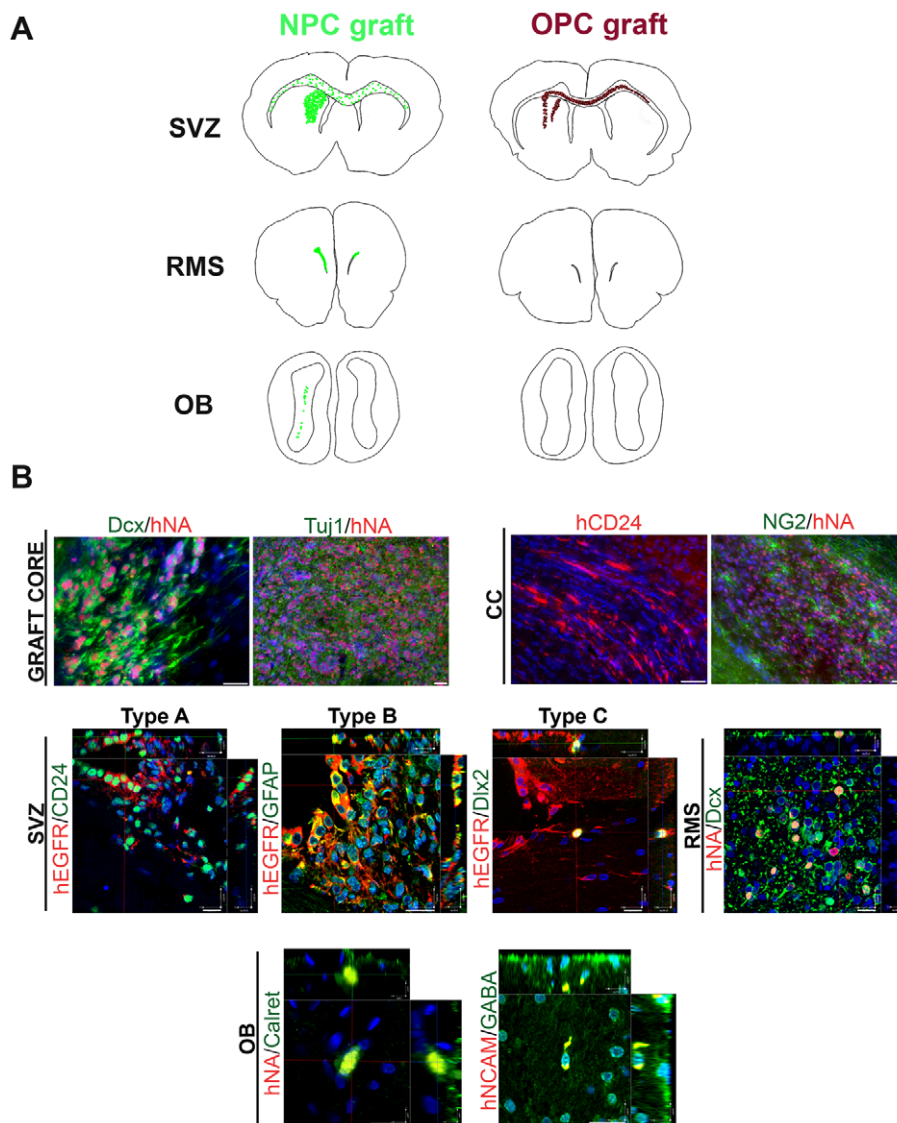 A
NPC graft
OPC graft
SVZ
RMS
OB
B
GRAFT CORE
Dcx/hNA
Tuj1/hNA
CC
hCD24
NG2/hNA
SVZ
Type A
hEGFR/CD24
Type B
hEGFR/GFAP
Type C
hEGFR/Dlx2
RMS
hNA/Dcx
OB
hNA/Calret
hNCAM/GABA